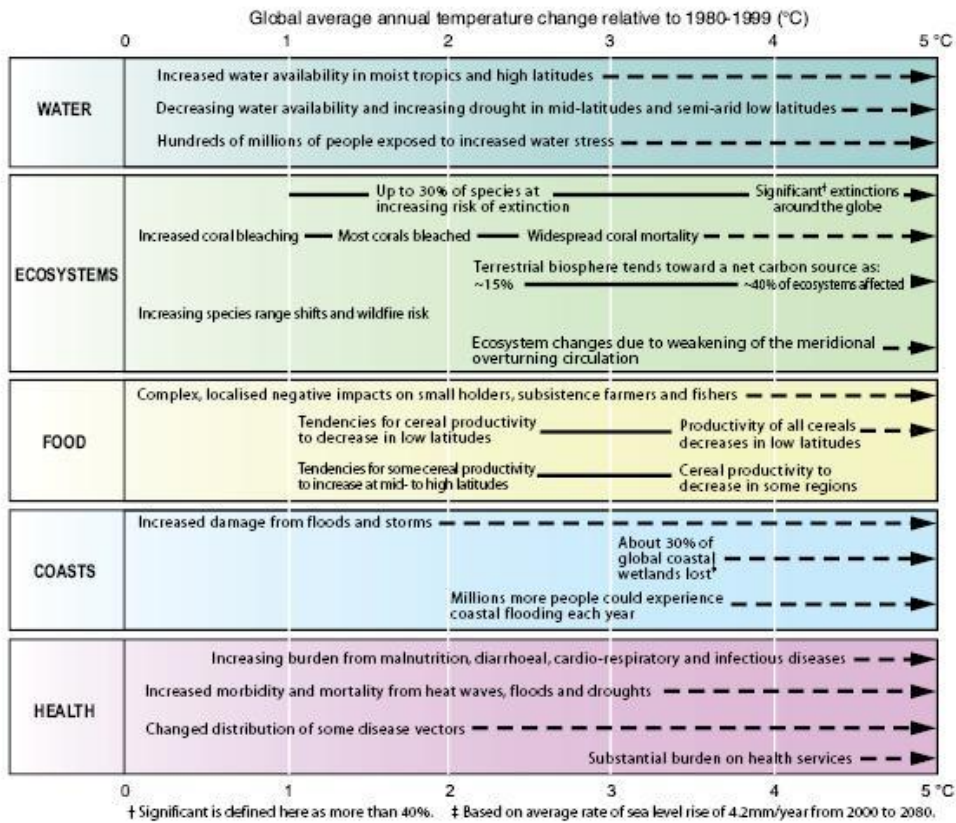 Global average annual temperature change relative to 1980-1999 (°C)
0 1 2 3 4 5 °C
WATER
Increased water availability in moist tropics and high latitudes
Decreasing water availability and increasing drought in mid-latitudes and semi-arid low latitudes
Hundreds of millions of people exposed to increased water stress
ECOSYSTEMS
Up to 30% of species at
increasing risk of extinction
Significant† extinctions
around the globe
Increased coral bleaching Most corals bleached Widespread coral mortality
Terrestrial biosphere tends toward a net carbon source as:
~15% ~40% of ecosystems affected
Increasing species range shifts and wildfire risk
Ecosystem changes due to weakening of the meridional
overturning circulation
FOOD
Complex, localised negative impacts on small holders, subsistence farmers and fishers
Tendencies for cereal productivity
to decrease in low latitudes
Productivity of all cereals
decreases in low latitudes
Tendencies for some cereal productivity
to increase at mid- to high latitudes
Cereal productivity to
decrease in some regions
COASTS
Increased damage from floods and storms
About 30% of
global coastal
wetlands lost‡
Millions more people could experience
coastal flooding each year
HEALTH
Increasing burden from malnutrition, diarrhoeal, cardio-respiratory and infectious diseases
Increased morbidity and mortality from heat waves, floods and droughts
Changed distribution of some disease vectors
Substantial burden on health services
0 1 2 3 4 5 °C
† Significant is defined here as more than 40%. ‡ Based on average rate of sea level rise of 4.2mm/year from 2000 to 2080.